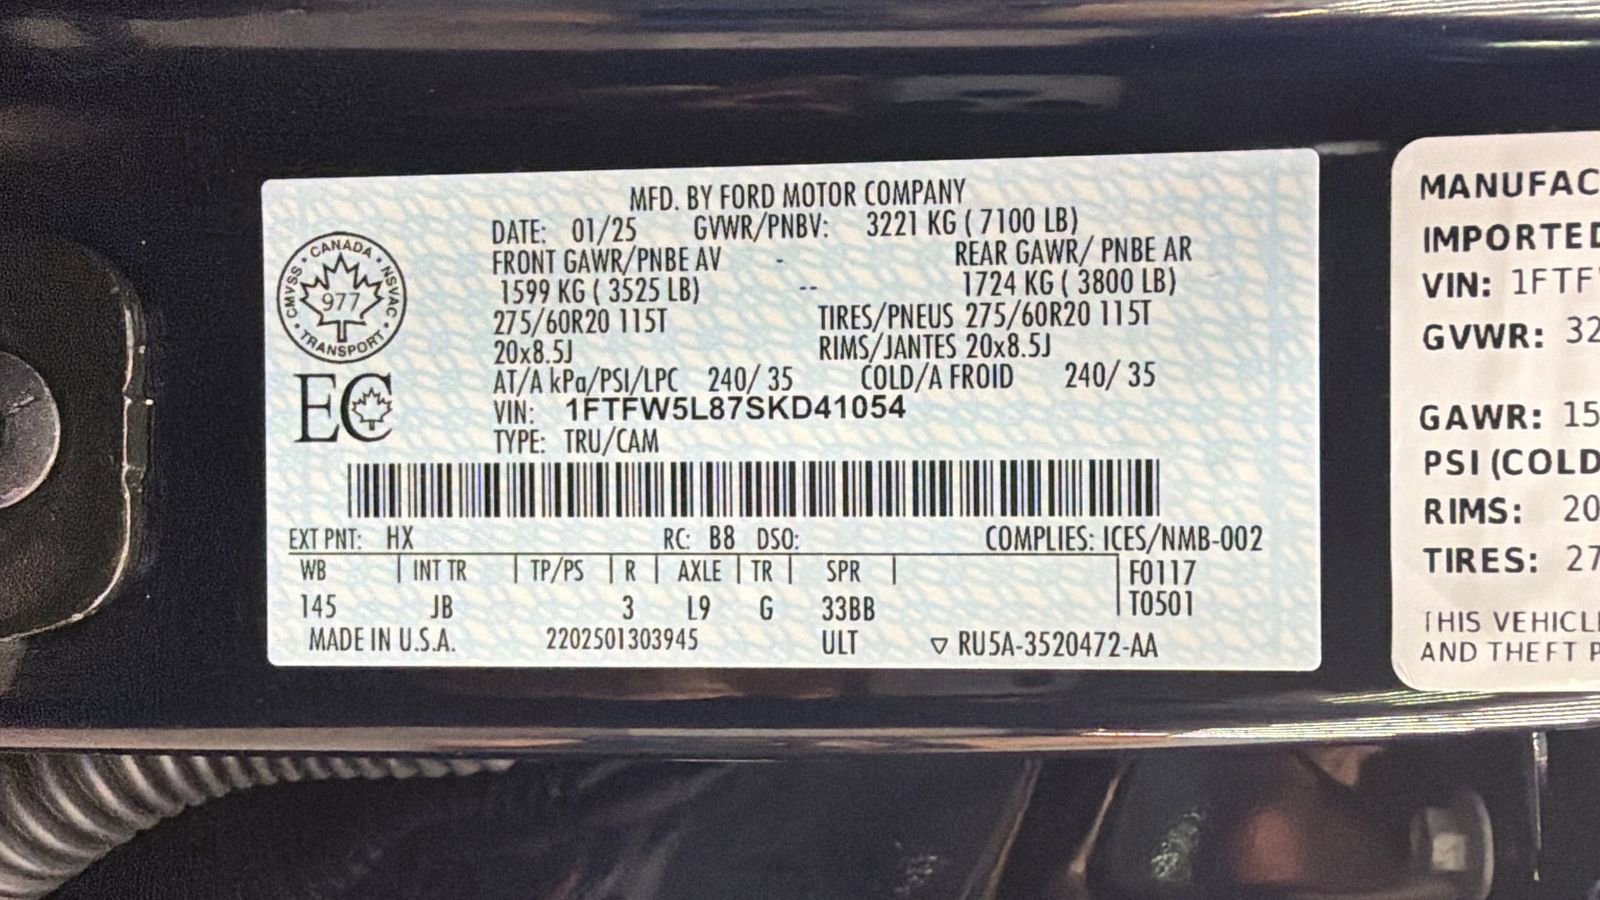 MFD. BY FORD MOTOR COMPANY
DATE: 01/25 GVWR/PNBV: 3221 KG ( 7100 LB)
FRONT GAWR/PNBE AV - REAR GAWR/ PNBE AR
1599 KG ( 3525 LB) -- 1724 KG ( 3800 LB)
275/60R20 115T TIRES/PNEUS 275/60R20 115T
20x8.5J RIMS/JANTES 20x8.5J
AT/A kPa/PSI/LPC 240/ 35 COLD/A FROID 240/ 35
VIN: 1FTFW5L87SKD41054
TYPE: TRU/CAM
CANADA
CMVSS NSVAC
977
TRANSPORT
EC
EXT PNT: HX RC: B8 DSO: COMPLIES: ICES/NMB-002
WB | INT TR | TP/PS | R | AXLE | TR | SPR | F0117
145 JB 3 L9 G 33BB T0501
MADE IN U.S.A. 2202501303945 ULT ▽ RU5A-3520472-AA
MANUFAC
IMPORTED
VIN: 1FTF
GVWR: 32
GAWR: 15
PSI (COLD
RIMS: 20
TIRES: 27
THIS VEHICL
AND THEFT P